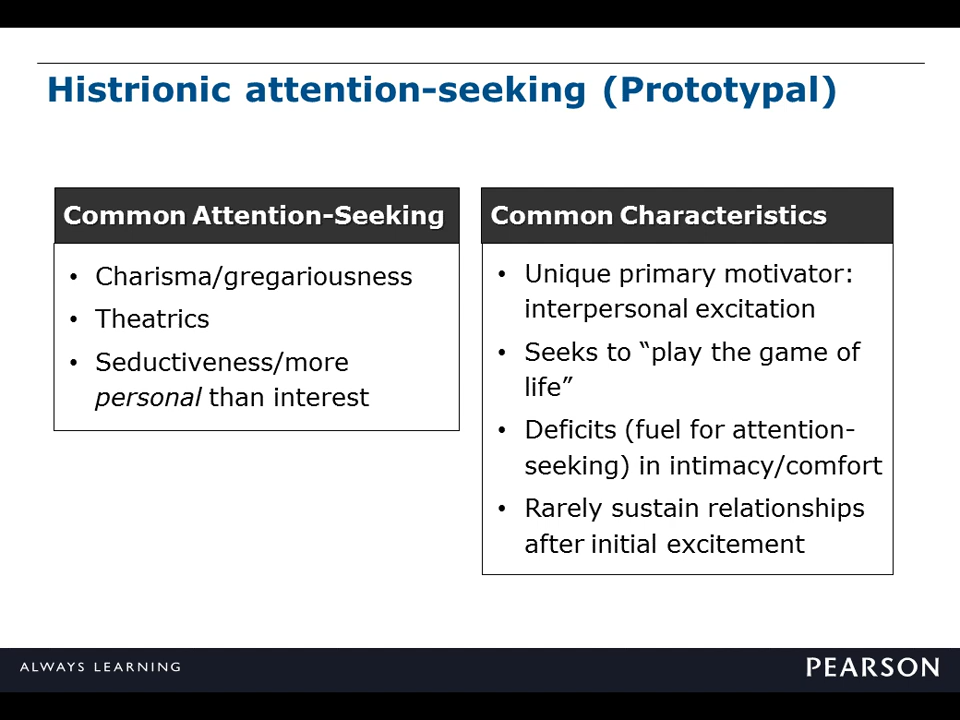 Histrionic attention-seeking (Prototypal)
Common Attention-Seeking
• Charisma/gregariousness
• Theatrics
• Seductiveness/more
personal than interest
Common Characteristics
• Unique primary motivator:
interpersonal excitation
• Seeks to “play the game of
life”
• Deficits (fuel for attention-
seeking) in intimacy/comfort
• Rarely sustain relationships
after initial excitement
ALWAYS LEARNING
PEARSON